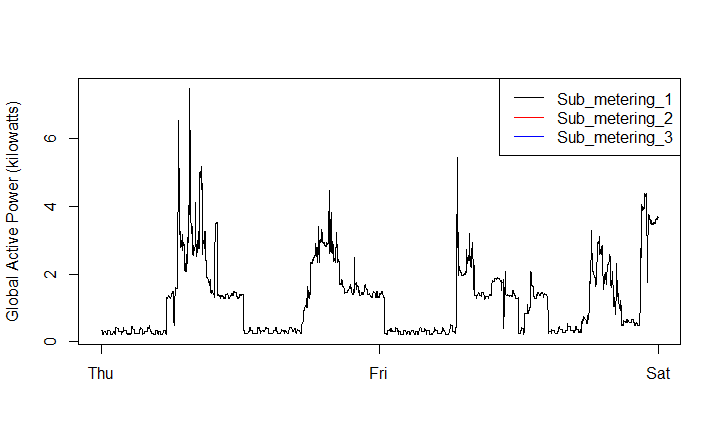 Sub_metering_1
Sub_metering_2
Sub_metering_3
Global Active Power (kilowatts)
6
4
2
0
Thu Fri Sat